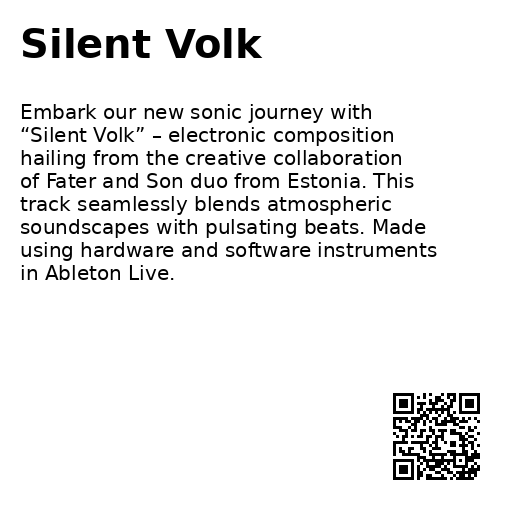 Silent Volk
Embark our new sonic journey with
“Silent Volk” – electronic composition
hailing from the creative collaboration
of Fater and Son duo from Estonia. This
track seamlessly blends atmospheric
soundscapes with pulsating beats. Made
using hardware and software instruments
in Ableton Live.